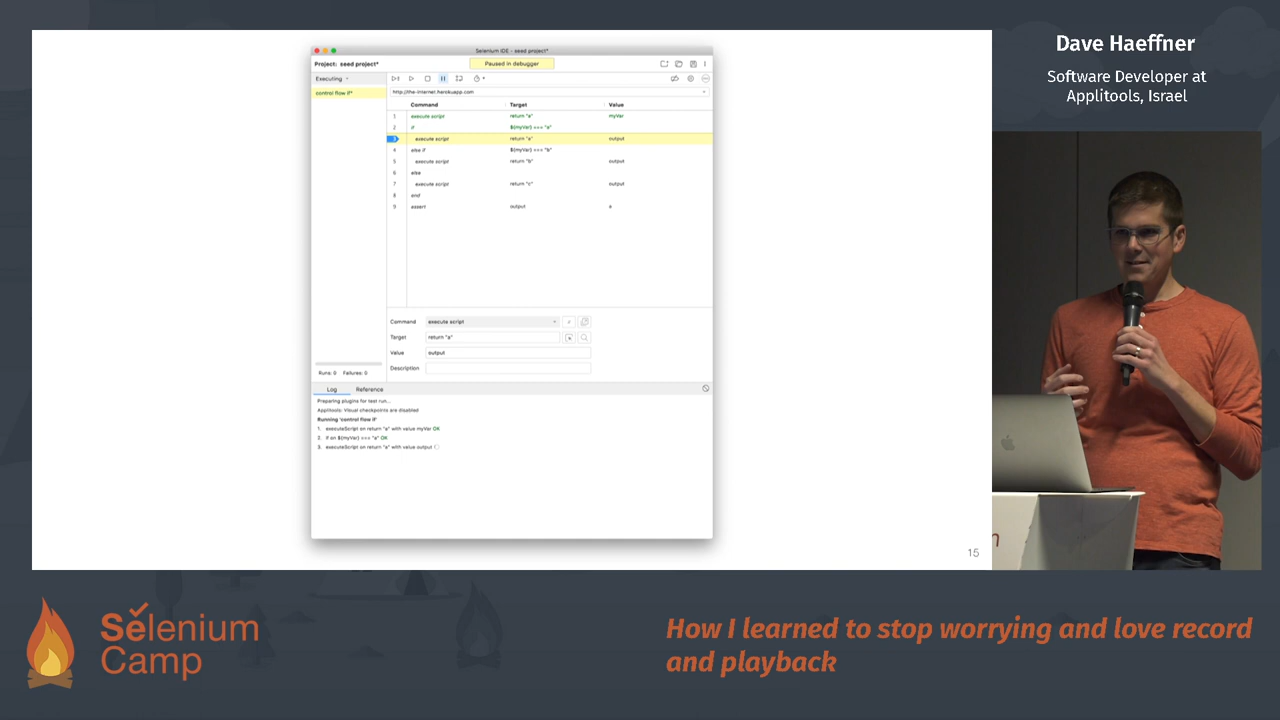 Dave Haeffner
Software Developer at
Applitools, Israel
Selenium IDE - seed project*
Project: seed project*
Paused in debugger
Executing
control flow if*
http://the-internet.herokuapp.com
Command Target Value
1 execute script return "a" myVar
2 if ${myVar} === "a"
3 execute script return "a" output
4 else if ${myVar} === "b"
5 execute script return "b" output
6 else
7 execute script return "c" output
8 end
9 assert output a
Command execute script
//
Target return "a"
Value output
Description
Runs: 0 Failures: 0
Log Reference
Preparing plugins for test run...
Applitools: Visual checkpoints are disabled
Running 'control flow if'
1. executeScript on return "a" with value myVar OK
2. if on ${myVar} === "a" OK
3. executeScript on return "a" with value output
15
Selenium
Camp
How I learned to stop worrying and love record
and playback